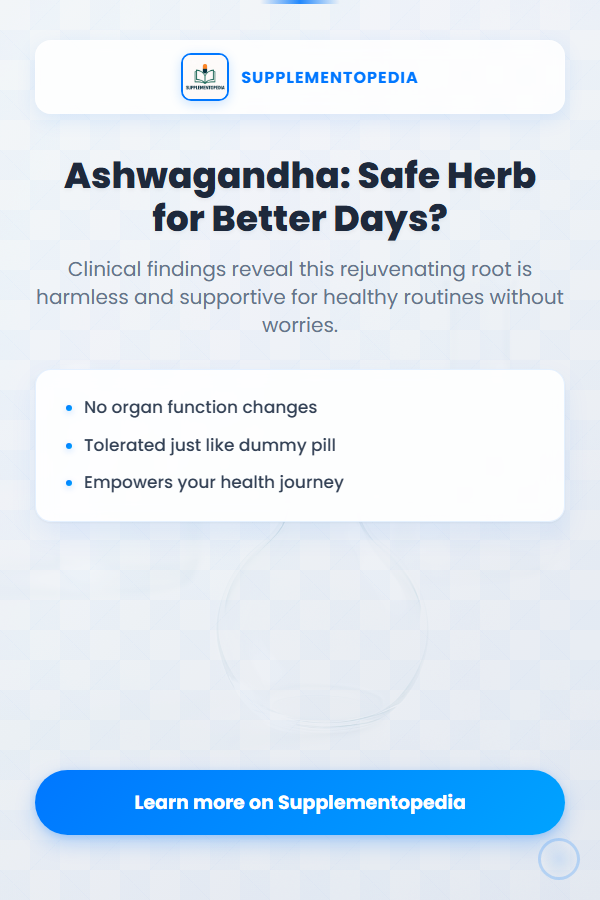 SUPPLEMENTOPEDIA
SUPPLEMENTOPEDIA
Ashwagandha: Safe Herb
for Better Days?
Clinical findings reveal this rejuvenating root is
harmless and supportive for healthy routines without
worries.
No organ function changes
Tolerated just like dummy pill
Empowers your health journey
Learn more on Supplementopedia